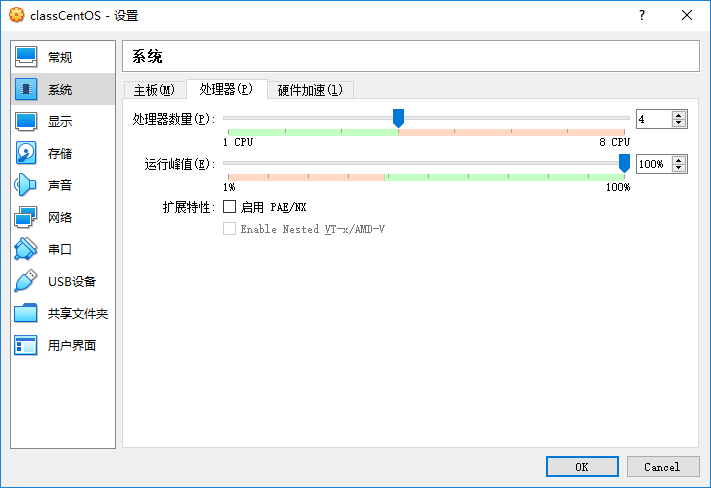 classCentOS - 设置
?
常规
系统
显示
存储
声音
网络
串口
USB设备
共享文件夹
用户界面
系统
主板(M) 处理器(P) 硬件加速(l)
处理器数量(P): 4
1 CPU 8 CPU
运行峰值(E): 100%
1% 100%
扩展特性: 启用 PAE/NX
Enable Nested VT-x/AMD-V
OK Cancel